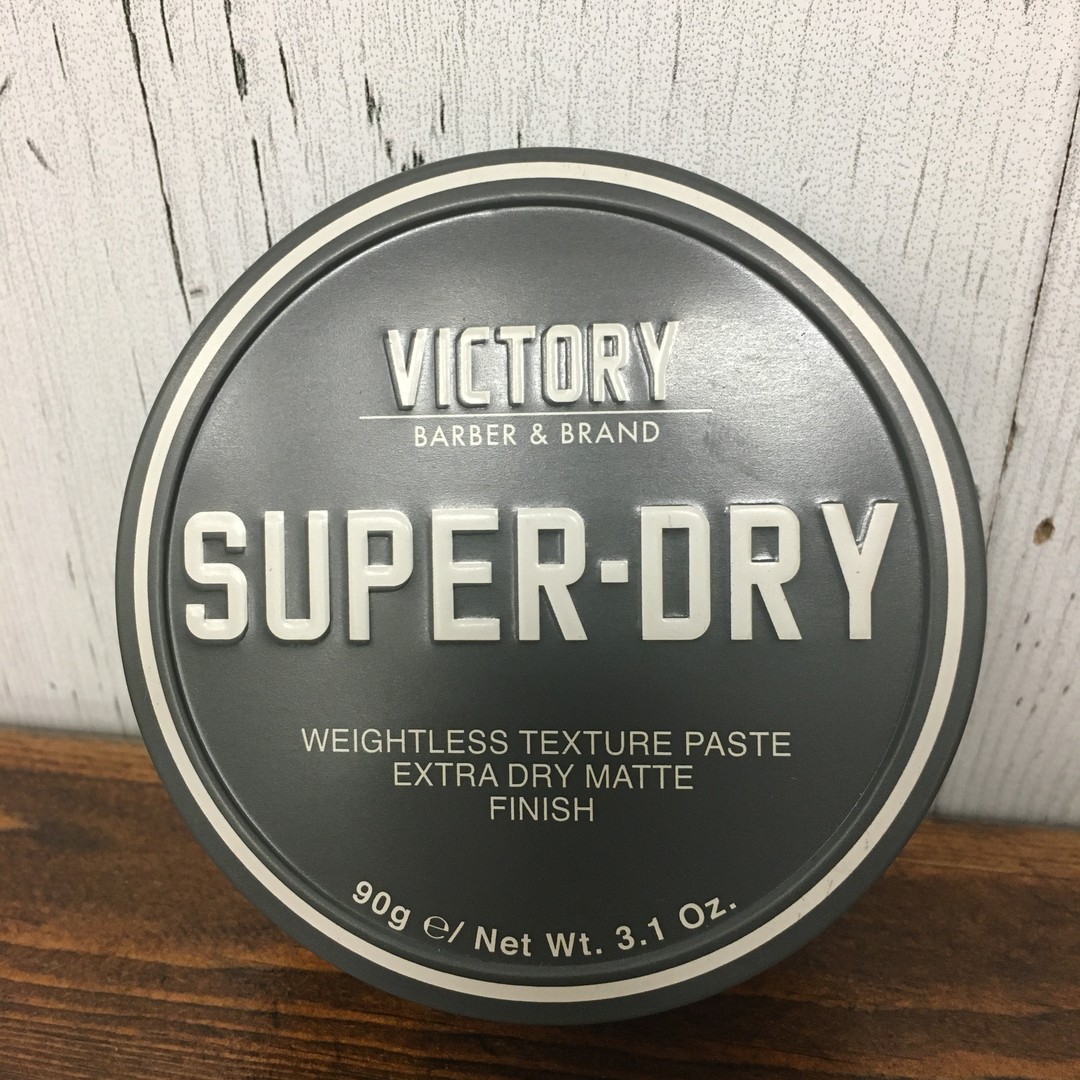 VICTORY
BARBER & BRAND
SUPER-DRY
WEIGHTLESS TEXTURE PASTE
EXTRA DRY MATTE
FINISH
90g ℮/ Net Wt. 3.1 Oz.